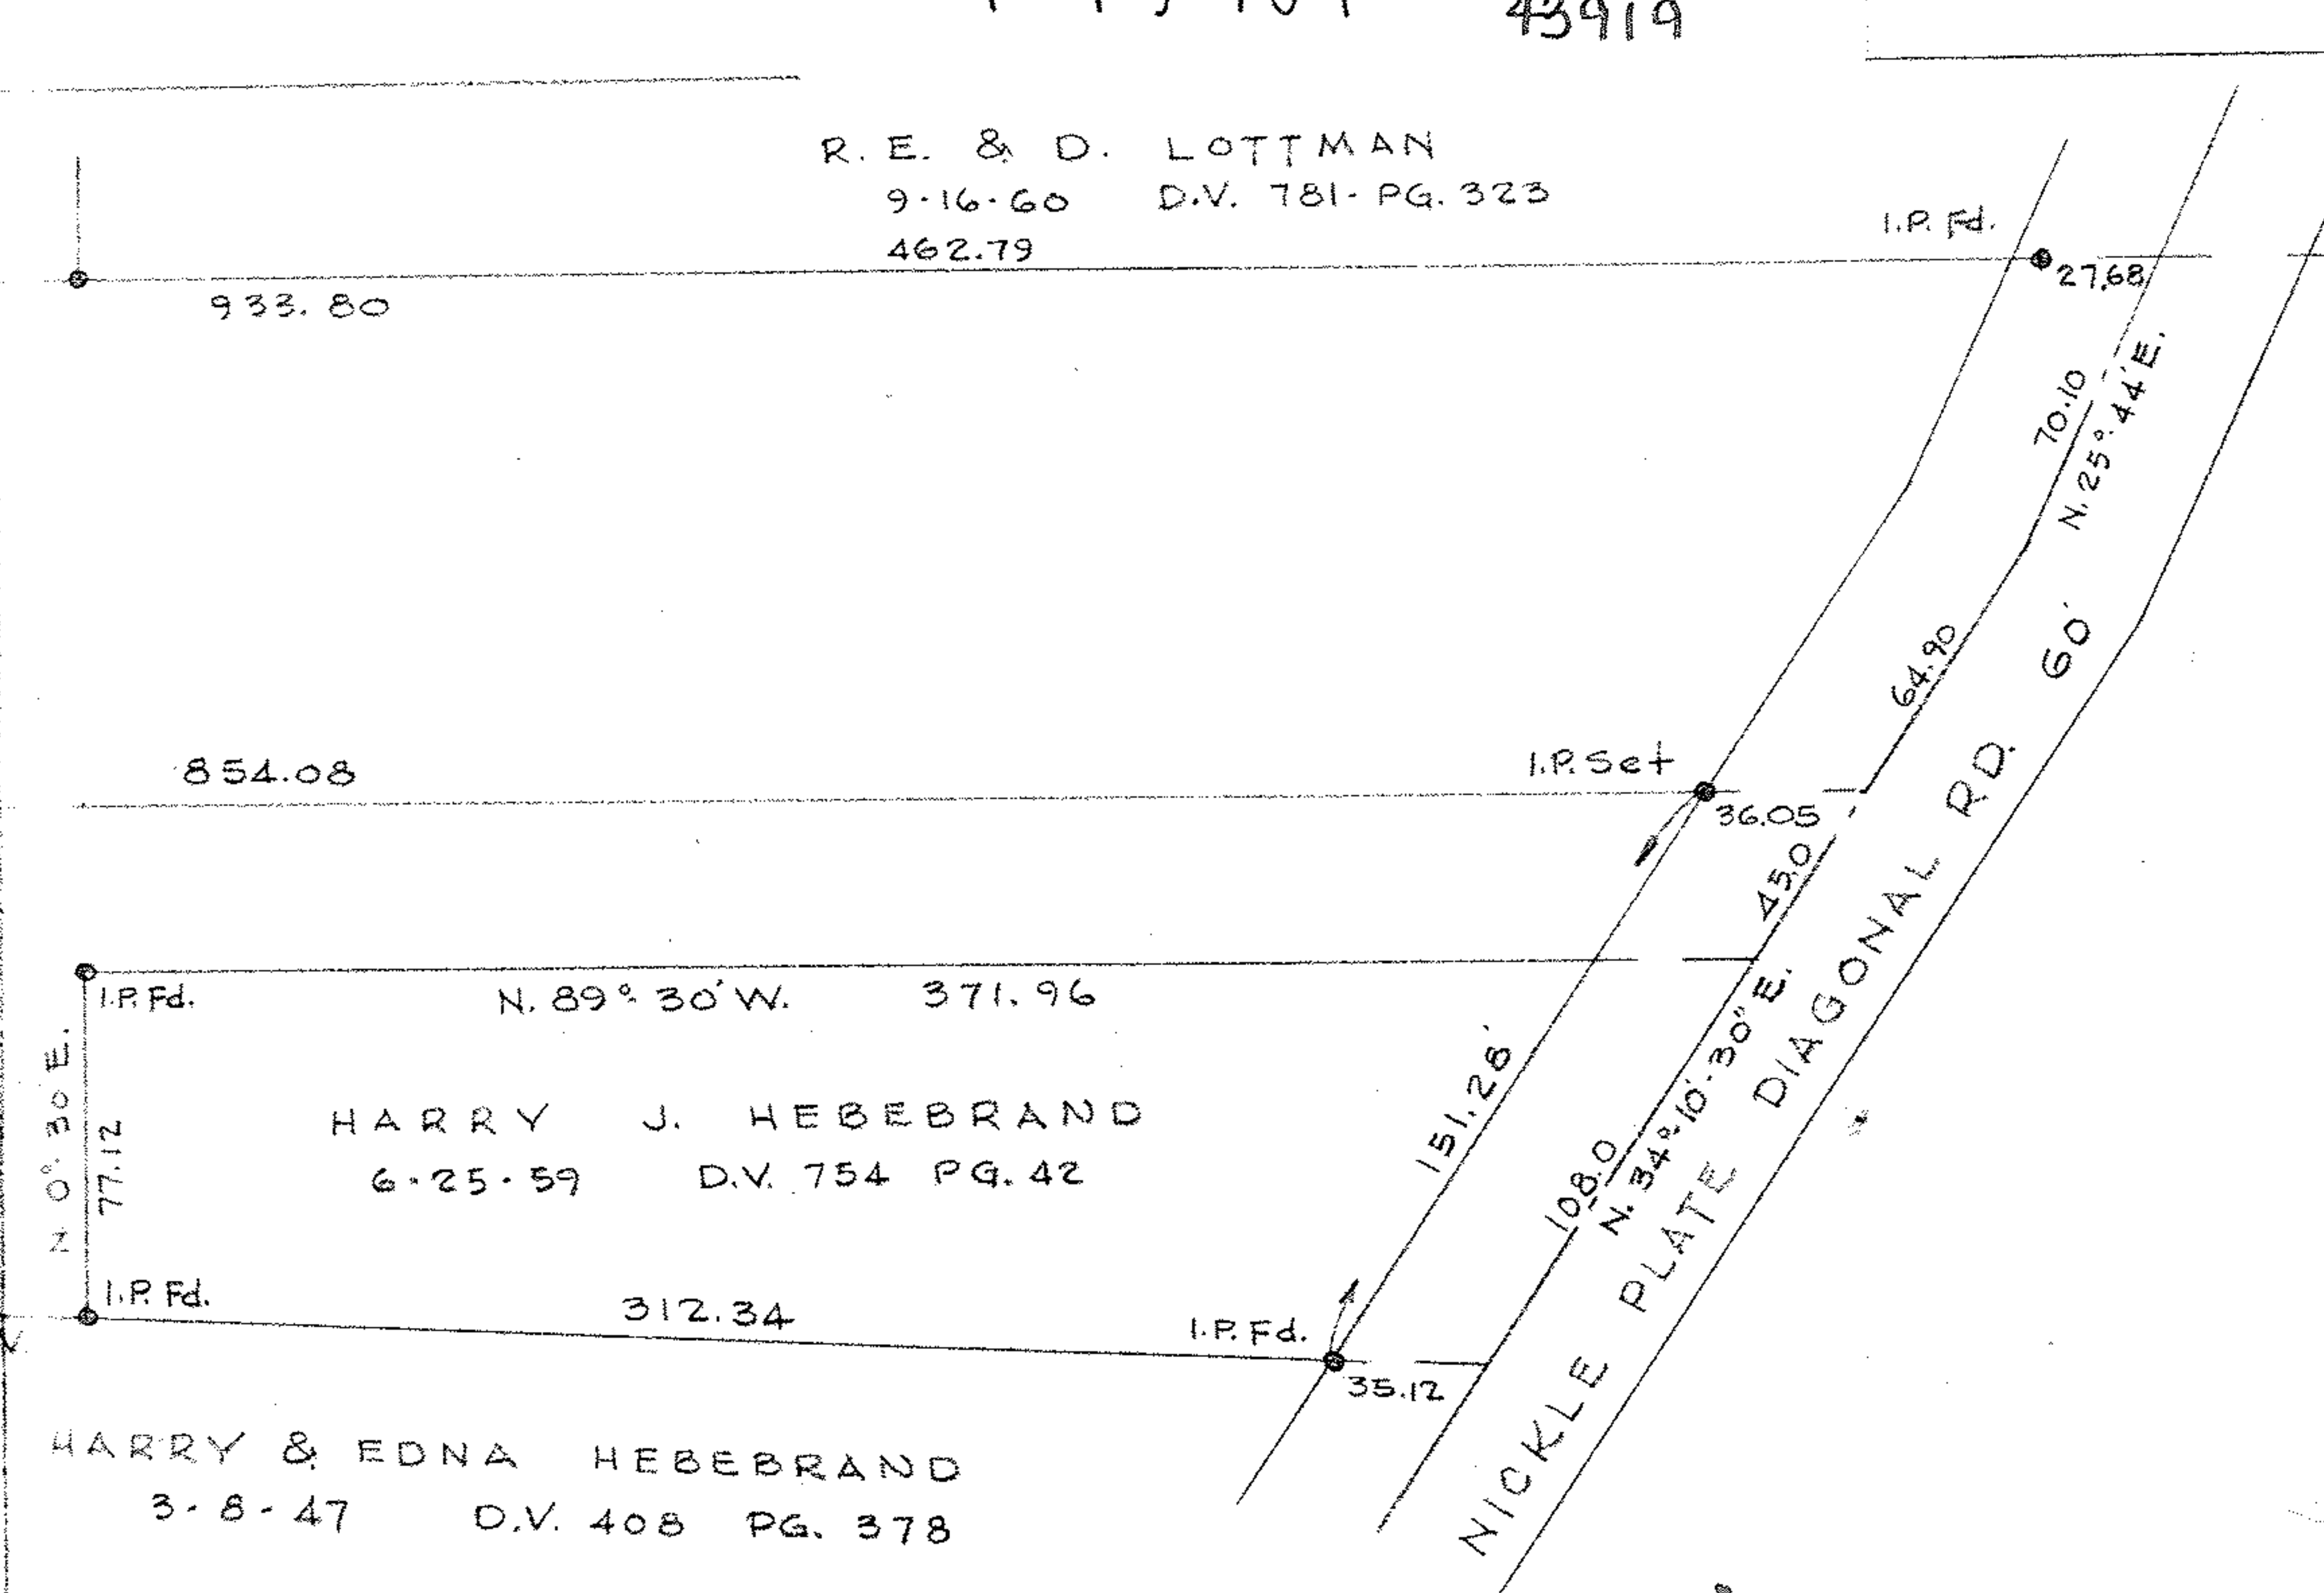 43919
R. E. & D. LOTTMAN
9·16·60 D.V. 781- PG. 323
462.79
I.P. Fd.
27.68
933.80
70.10
N. 25°·44' E.
64.90
60'
854.08
I.P. Set
36.05
45.0
I.P. Fd.
N. 89° 30' W. 371.96
N 0°·30 E.
77.12
HARRY J. HEBEBRAND
6·25·59 D.V. 754 PG. 42
151.28'
108.0
N. 34°·10'·30" E.
NICKLE PLATE DIAGONAL RD.
I.P. Fd.
312.34
I.P. Fd.
35.12
HARRY & EDNA HEBEBRAND
3-8-47 D.V. 408 PG. 378